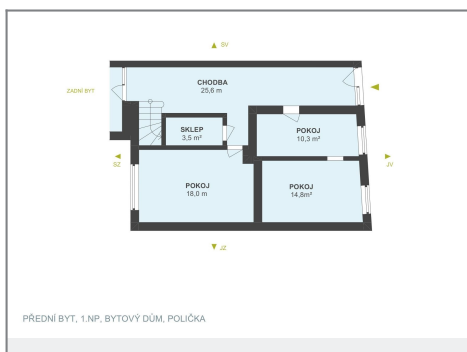 SV
CHODBA
25,6 m
ZADNÍ BYT
SKLEP
3,5 m²
POKOJ
10,3 m²
SZ
JV
POKOJ
18,0 m
POKOJ
14,8m²
JZ
PŘEDNÍ BYT, 1.NP, BYTOVÝ DŮM, POLIČKA